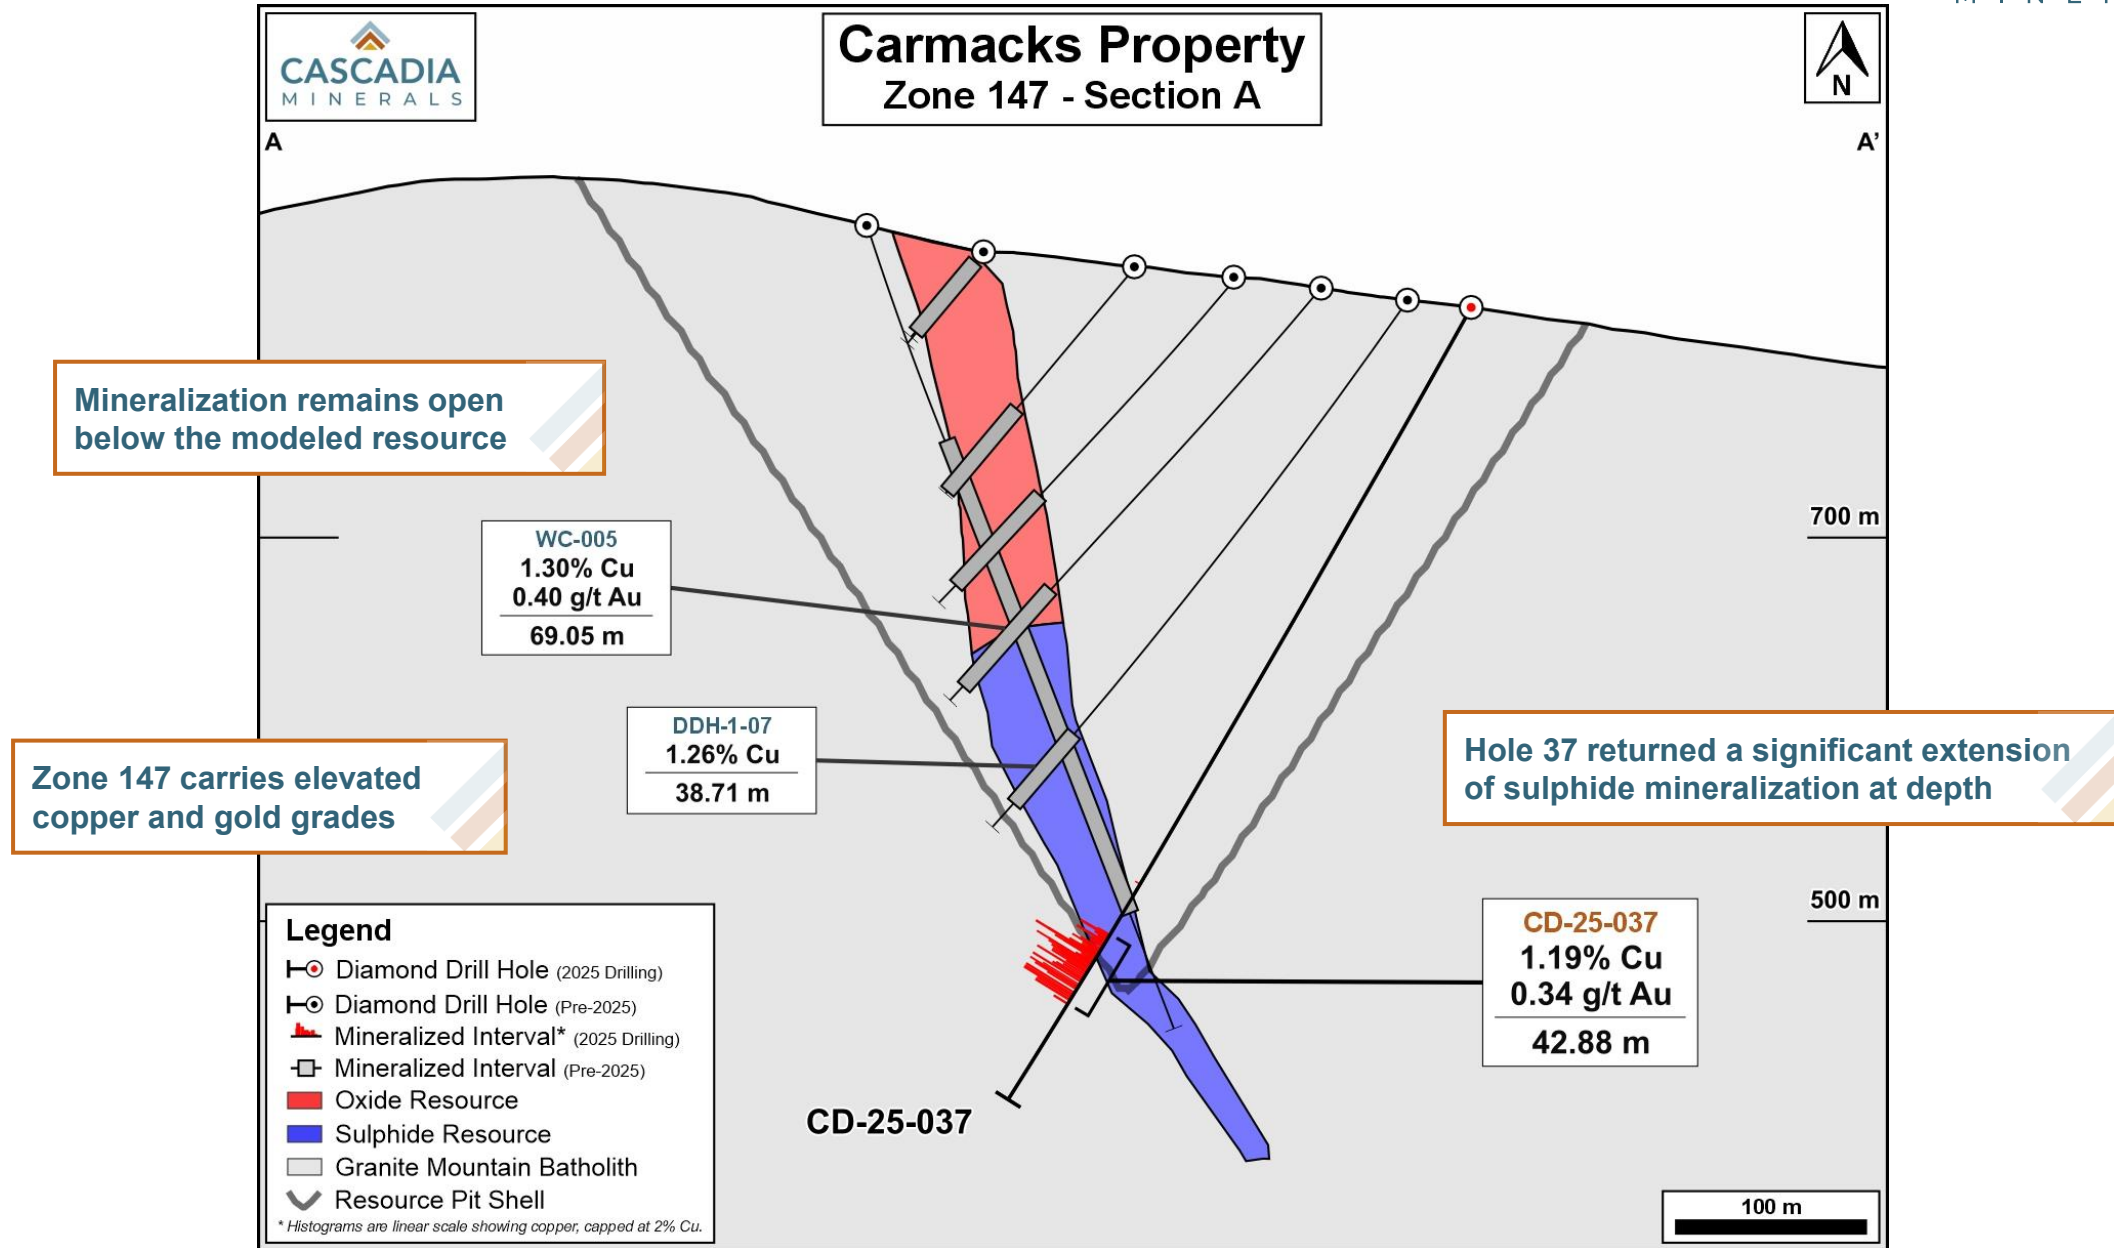 CASCADIA
MINERALS
Carmacks Property
Zone 147 - Section A
N
A
A’
Mineralization remains open
below the modeled resource
700 m
WC-005
1.30% Cu
0.40 g/t Au
69.05 m
DDH-1-07
1.26% Cu
38.71 m
Zone 147 carries elevated
copper and gold grades
Hole 37 returned a significant extension
of sulphide mineralization at depth
500 m
CD-25-037
1.19% Cu
0.34 g/t Au
42.88 m
CD-25-037
Legend
Diamond Drill Hole (2025 Drilling)
Diamond Drill Hole (Pre-2025)
Mineralized Interval* (2025 Drilling)
Mineralized Interval (Pre-2025)
Oxide Resource
Sulphide Resource
Granite Mountain Batholith
Resource Pit Shell
* Histograms are linear scale showing copper, capped at 2% Cu.
100 m